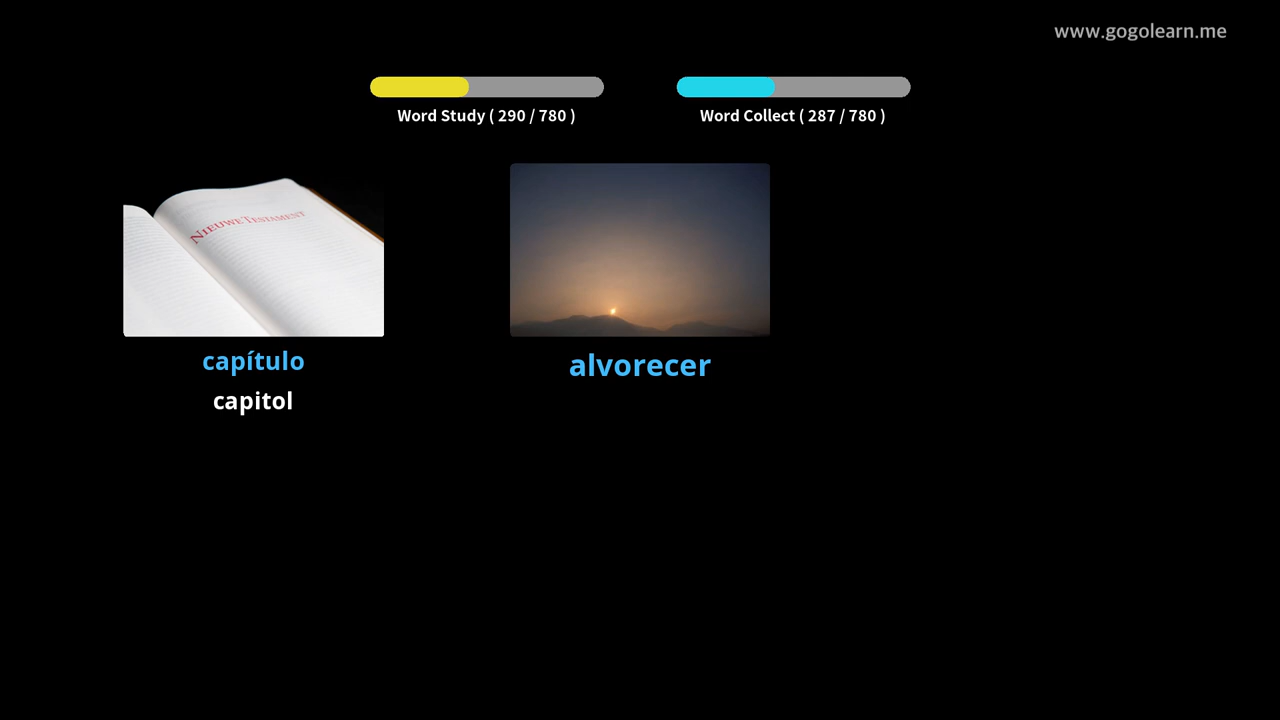 www.gogolearn.me
Word Study ( 290 / 780 )
Word Collect ( 287 / 780 )
NIEUWE TESTAMENT
capítulo
capitol
alvorecer